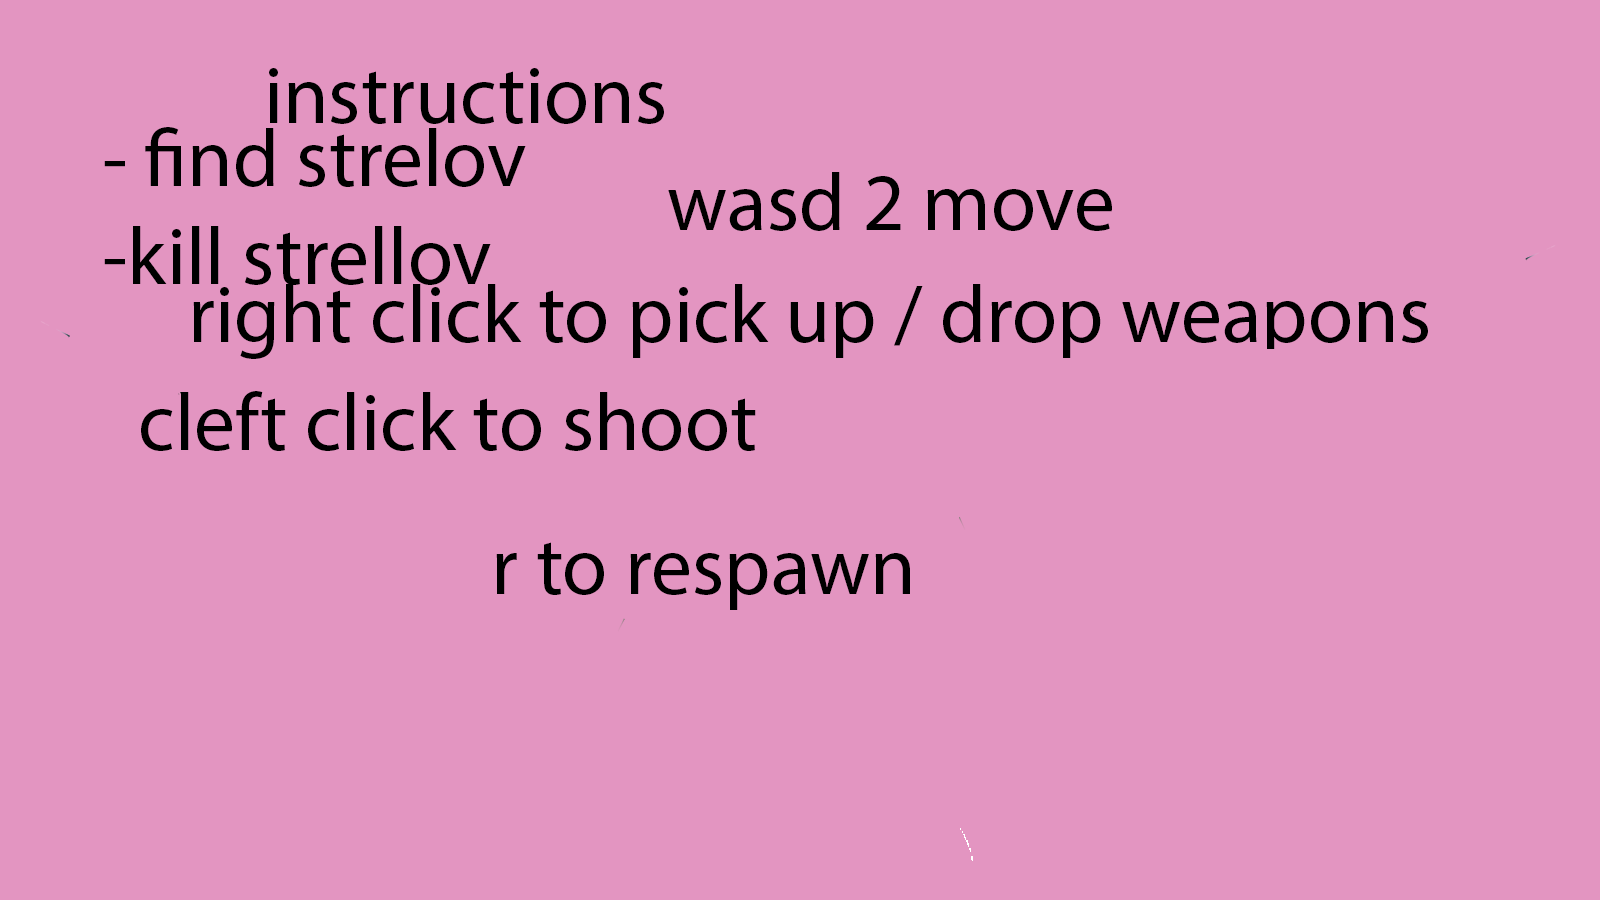 instructions
- find strelov
wasd 2 move
-kill strellov
right click to pick up / drop weapons
cleft click to shoot
r to respawn